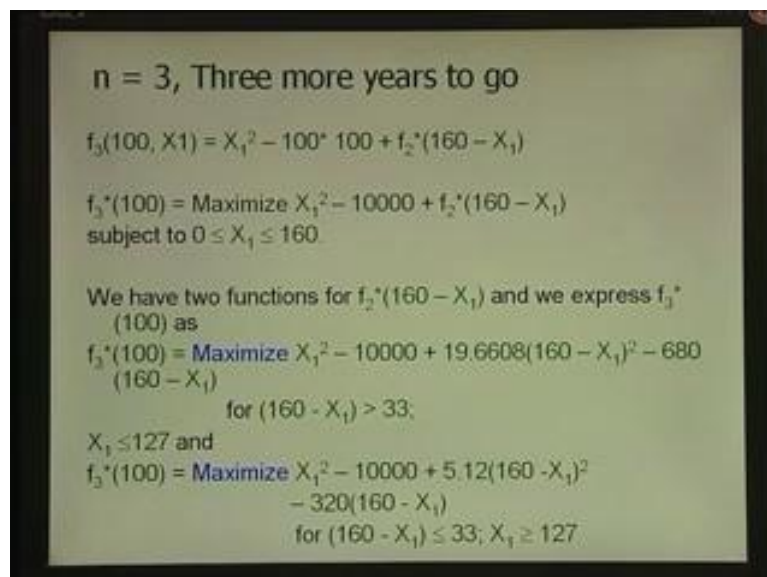 n = 3, Three more years to go
f₃(100, X1) = X₁² – 100* 100 + f₂*(160 – X₁)
f₃*(100) = Maximize X₁² – 10000 + f₂*(160 – X₁)
subject to 0 ≤ X₁ ≤ 160.
We have two functions for f₂*(160 – X₁) and we express f₃*
(100) as
f₃*(100) = Maximize X₁² – 10000 + 19.6608(160 – X₁)² – 680
(160 – X₁)
for (160 - X₁) > 33;
X₁ ≤127 and
f₃*(100) = Maximize X₁² – 10000 + 5.12(160 -X₁)²
– 320(160 - X₁)
for (160 - X₁) ≤ 33; X₁ ≥ 127